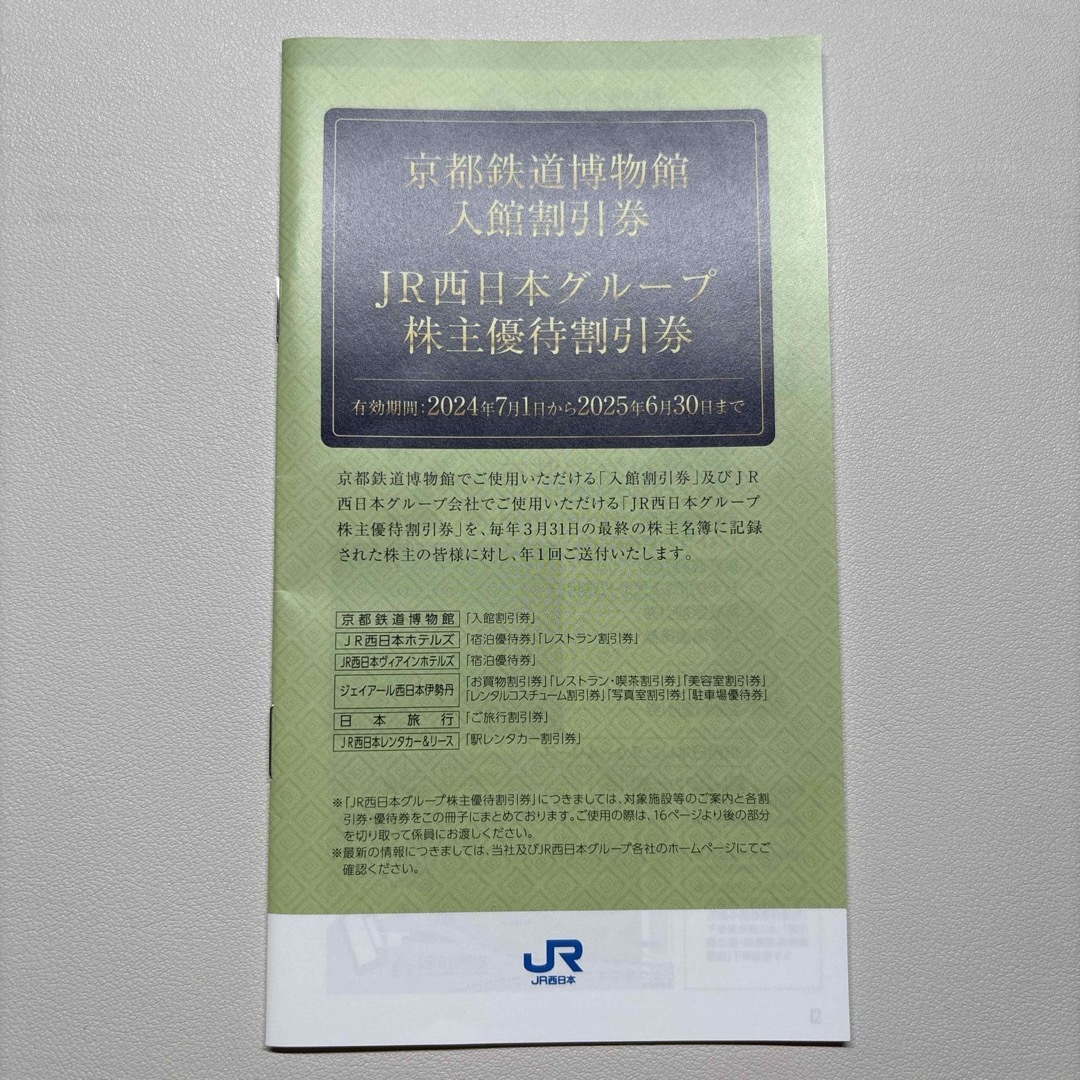 京都鉄道博物館
入館割引券
JR西日本グループ
株主優待割引券
有効期間：2024年7月1日から2025年6月30日まで
京都鉄道博物館でご使用いただける「入館割引券」及びJR
西日本グループ会社でご使用いただける「JR西日本グループ
株主優待割引券」を、毎年3月31日の最終の株主名簿に記録
された株主の皆様に対し、年1回ご送付いたします。
京都鉄道博物館 「入館割引券」
JR西日本ホテルズ 「宿泊優待券」「レストラン割引券」
JR西日本ヴィアインホテルズ 「宿泊優待券」
ジェイアール西日本伊勢丹 「お買物割引券」「レストラン・喫茶割引券」「美容室割引券」
「レンタルコスチューム割引券」「写真室割引券」「駐車場優待券」
日本旅行 「ご旅行割引券」
JR西日本レンタカー&リース 「駅レンタカー割引券」
※「JR西日本グループ株主優待割引券」につきましては、対象施設等のご案内と各割
引券・優待券をこの冊子にまとめております。ご使用の際は、16ページより後の部分
を切り取って係員にお渡しください。
※最新の情報につきましては、当社及びJR西日本グループ各社のホームページにてご
確認ください。
JR
JR西日本